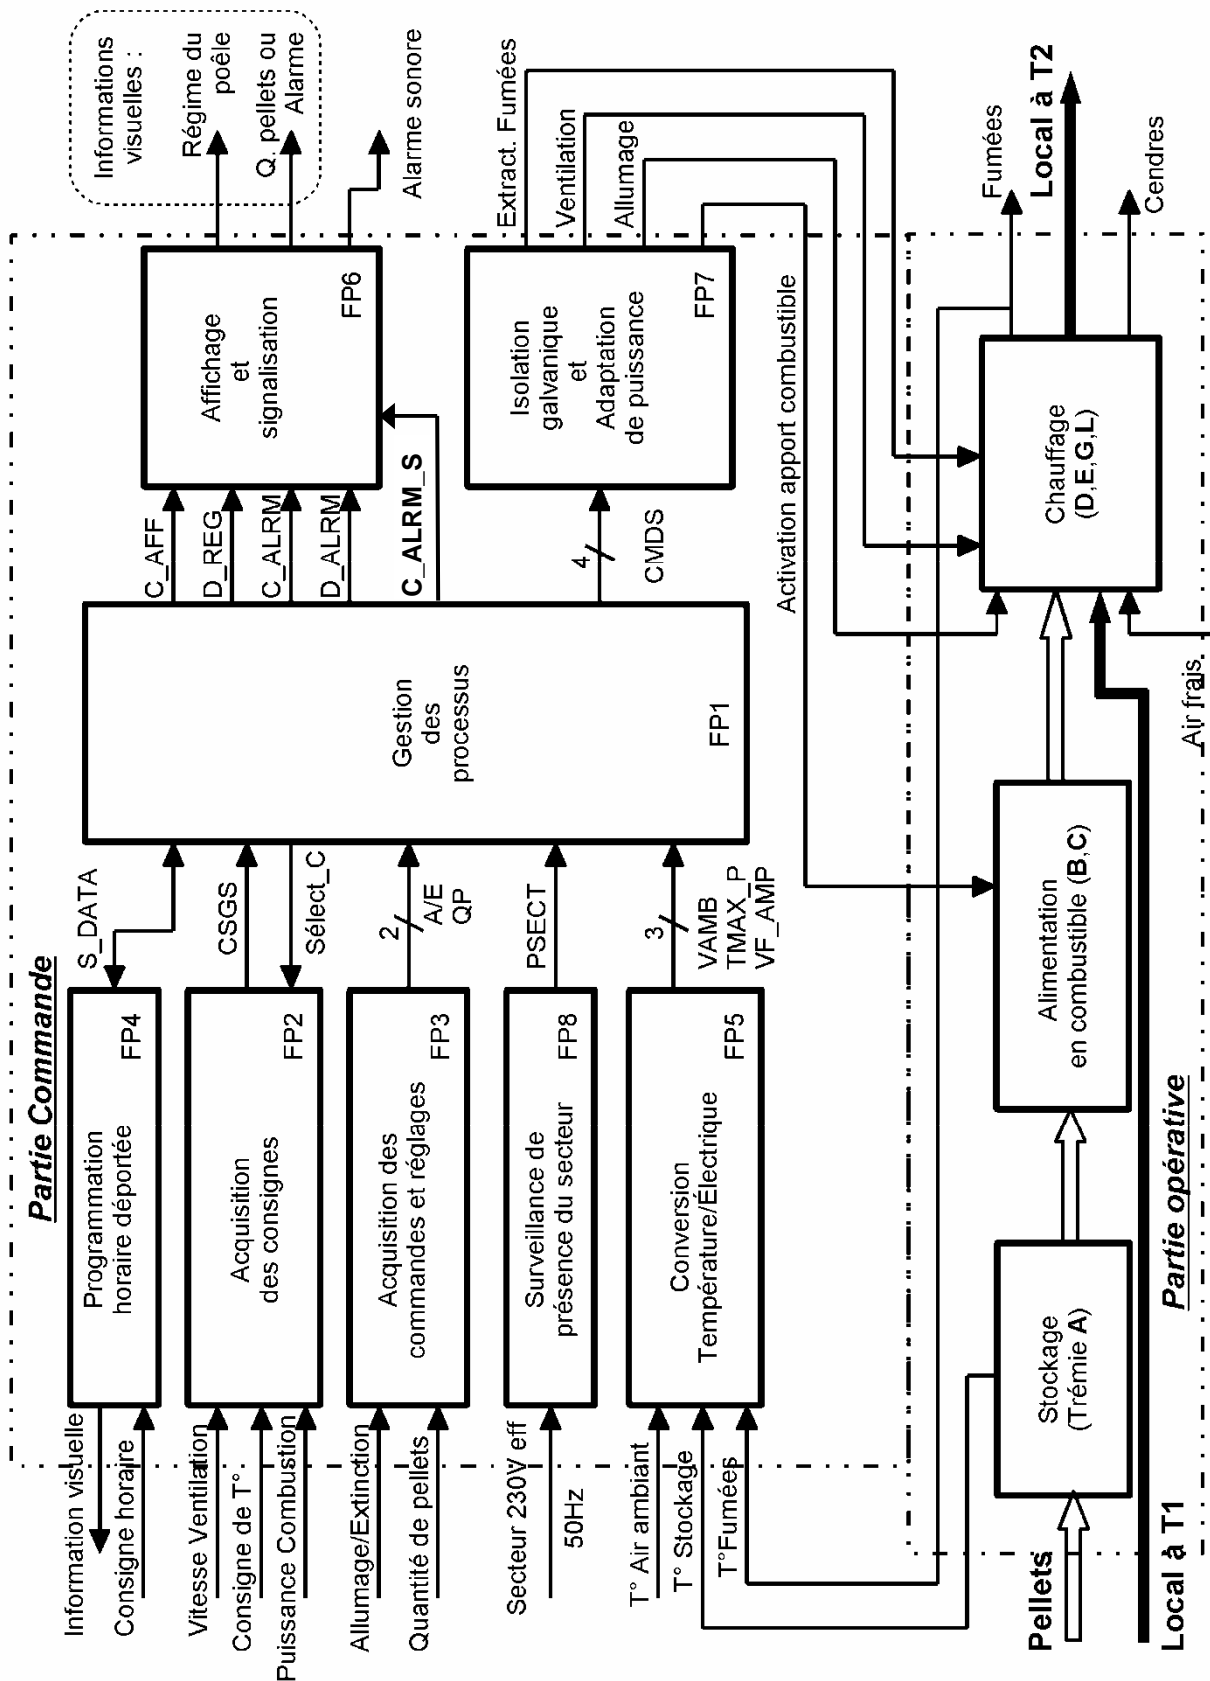 Partie Commande
Information visuelle
Consigne horaire
Programmation
horaire déportée
FP4
S_DATA
Vitesse Ventilation
Consigne de T°
Puissance Combustion
Acquisition
des consignes
FP2
CSGS
Sélect_C
Allumage/Extinction
Quantité de pellets
Acquisition des
commandes et réglages
FP3
2
A/E
QP
Secteur 230V eff
50Hz
Surveillance de
présence du secteur
FP8
PSECT
T° Air ambiant
T° Stockage
T°Fumées
Conversion
Température/Électrique
FP5
3
VAMB
TMAX_P
VF_AMP
Gestion
des
processus
FP1
C_AFF
D_REG
C_ALRM
D_ALRM
C_ALRM_S
4
CMDS
Affichage
et
signalisation
FP6
Informations
visuelles :
Régime du
poêle
Q. pellets ou
Alarme
Alarme sonore
Isolation
galvanique
et
Adaptation
de puissance
FP7
Extract. Fumées
Ventilation
Allumage
Activation apport combustible
Pellets
Local à T1
Stockage
(Trémie A)
Partie opérative
Alimentation
en combustible (B,C)
Air frais
Chauffage
(D,E,G,L)
Fumées
Local à T2
Cendres